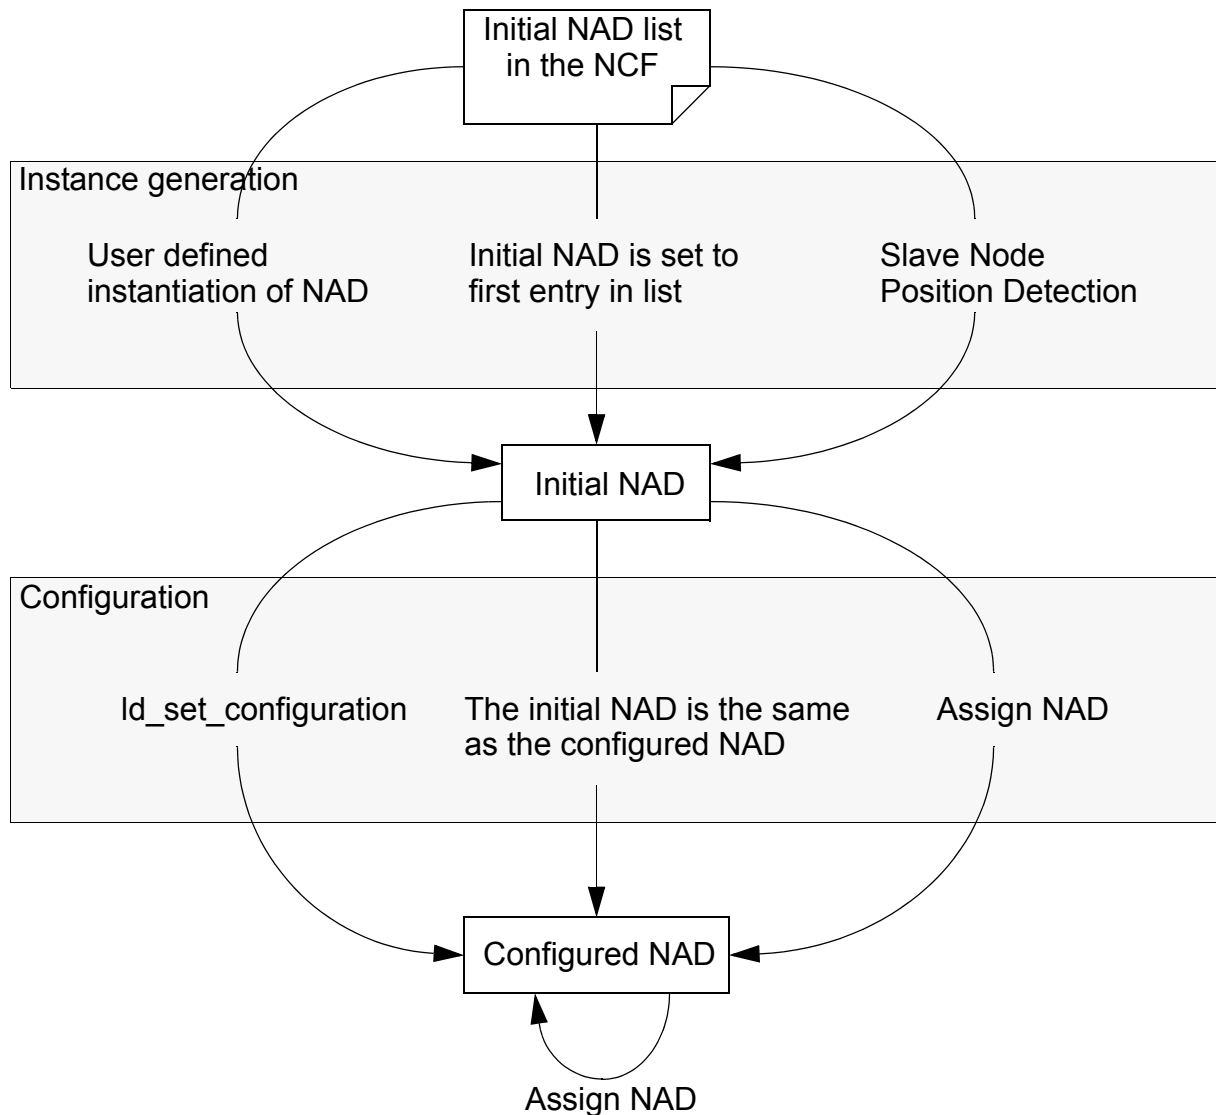 Initial NAD list
in the NCF
Instance generation
User defined
instantiation of NAD
Initial NAD is set to
first entry in list
Slave Node
Position Detection
Initial NAD
Configuration
ld_set_configuration
The initial NAD is the same
as the configured NAD
Assign NAD
Configured NAD
Assign NAD